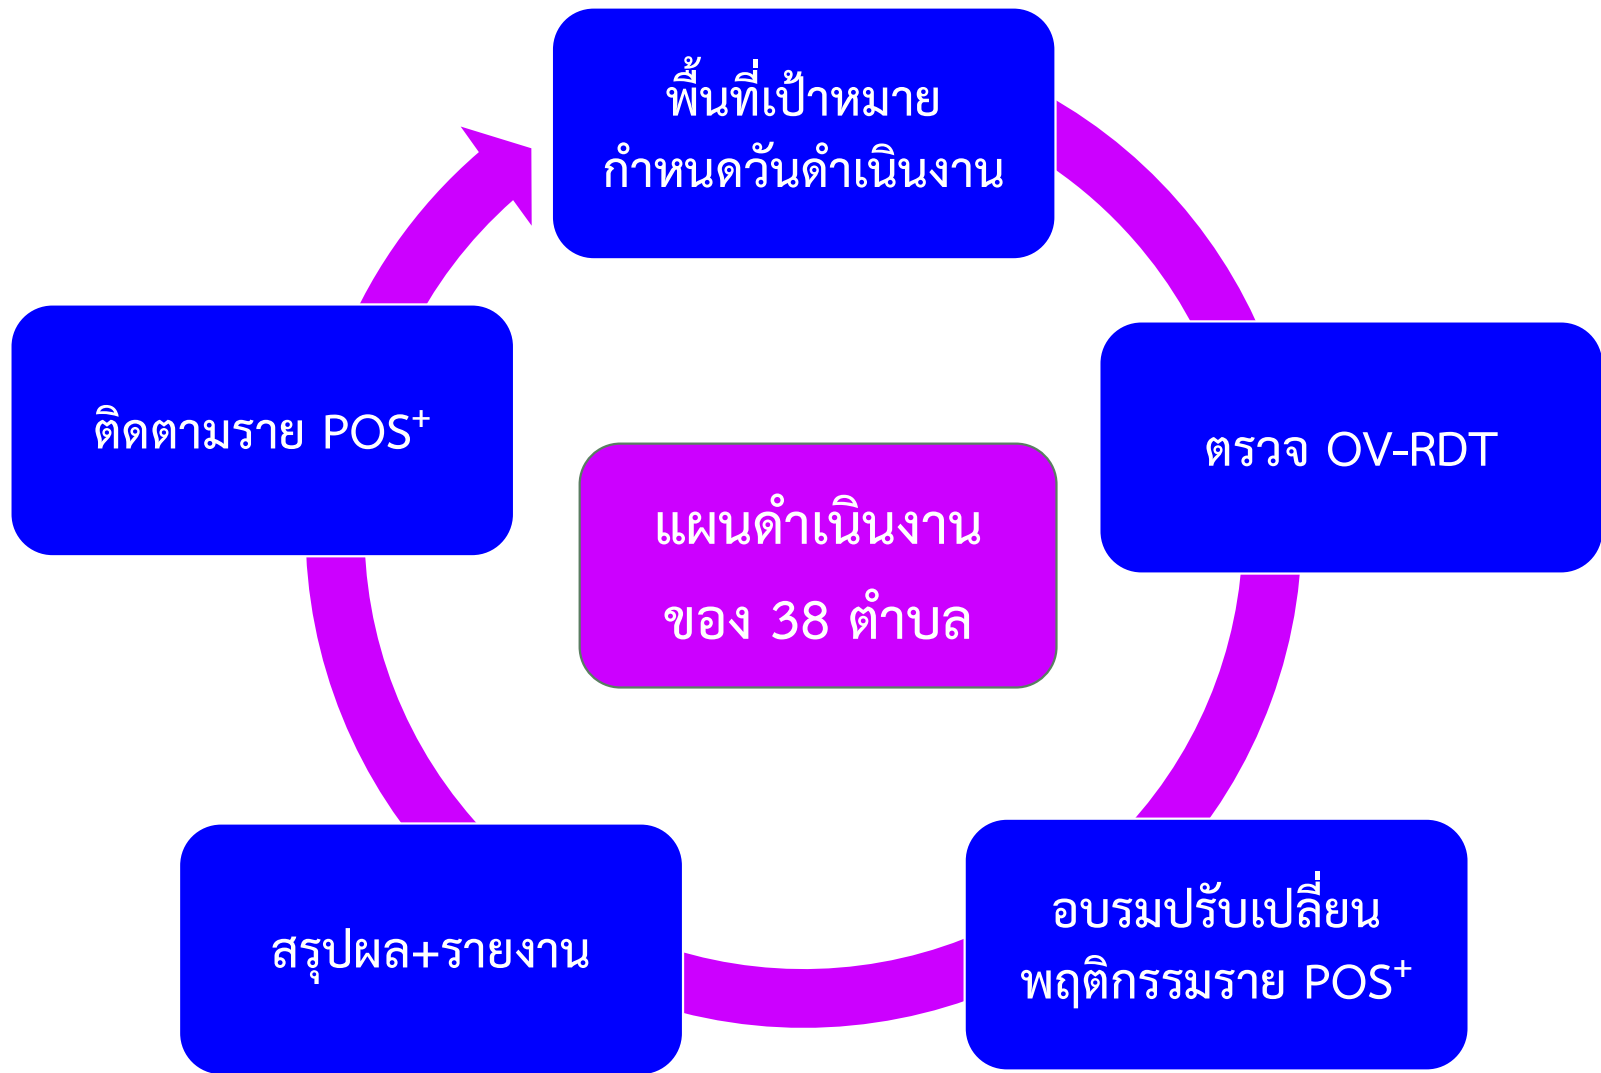 พื้นที่เป้าหมาย
กำหนดวันดำเนินงาน
ตรวจ OV-RDT
อบรมปรับเปลี่ยน
พฤติกรรมราย POS⁺
สรุปผล+รายงาน
ติดตามราย POS⁺
แผนดำเนินงาน
ของ 38 ตำบล